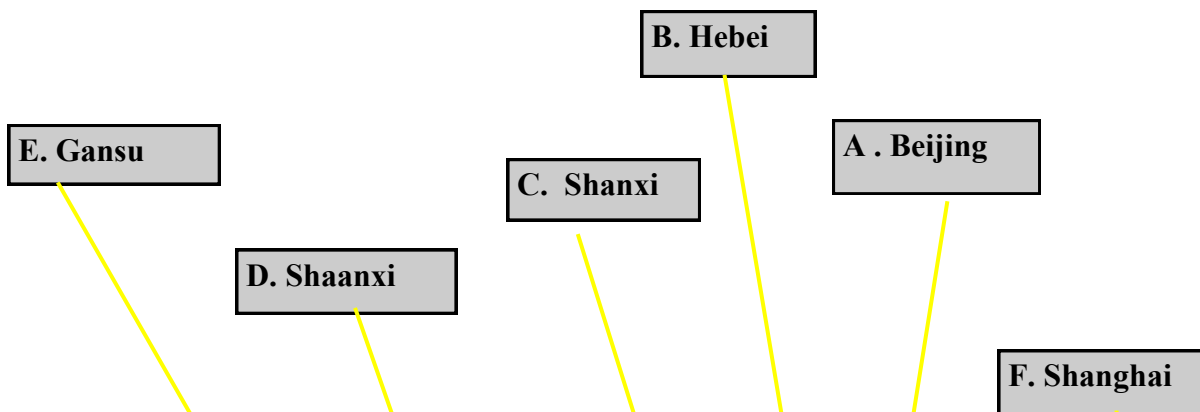 B. Hebei
A . Beijing
E. Gansu
C.  Shanxi
D. Shaanxi
F. Shanghai